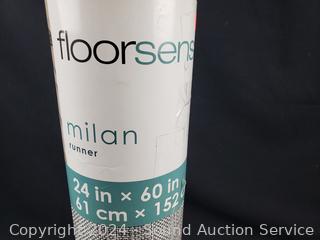 floorsens
milan
runner
24 in × 60 in
61 cm × 152
Copyright - 2024 - Sound Auction Service